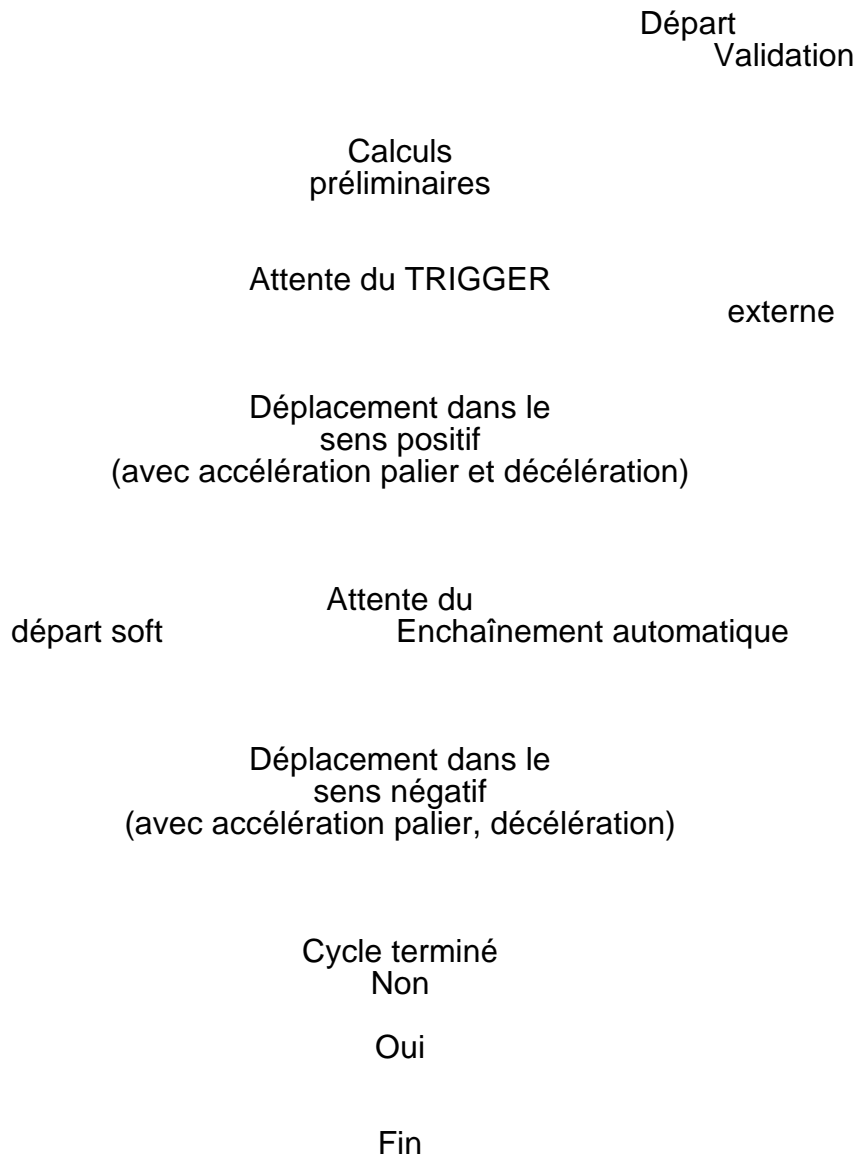 Départ
Validation
Calculs
préliminaires
Attente du TRIGGER
externe
Déplacement dans le
sens positif
(avec accélération palier et décélération)
Attente du
départ soft
Enchaînement automatique
Déplacement dans le
sens négatif
(avec accélération palier, décélération)
Cycle terminé
Non
Oui
Fin